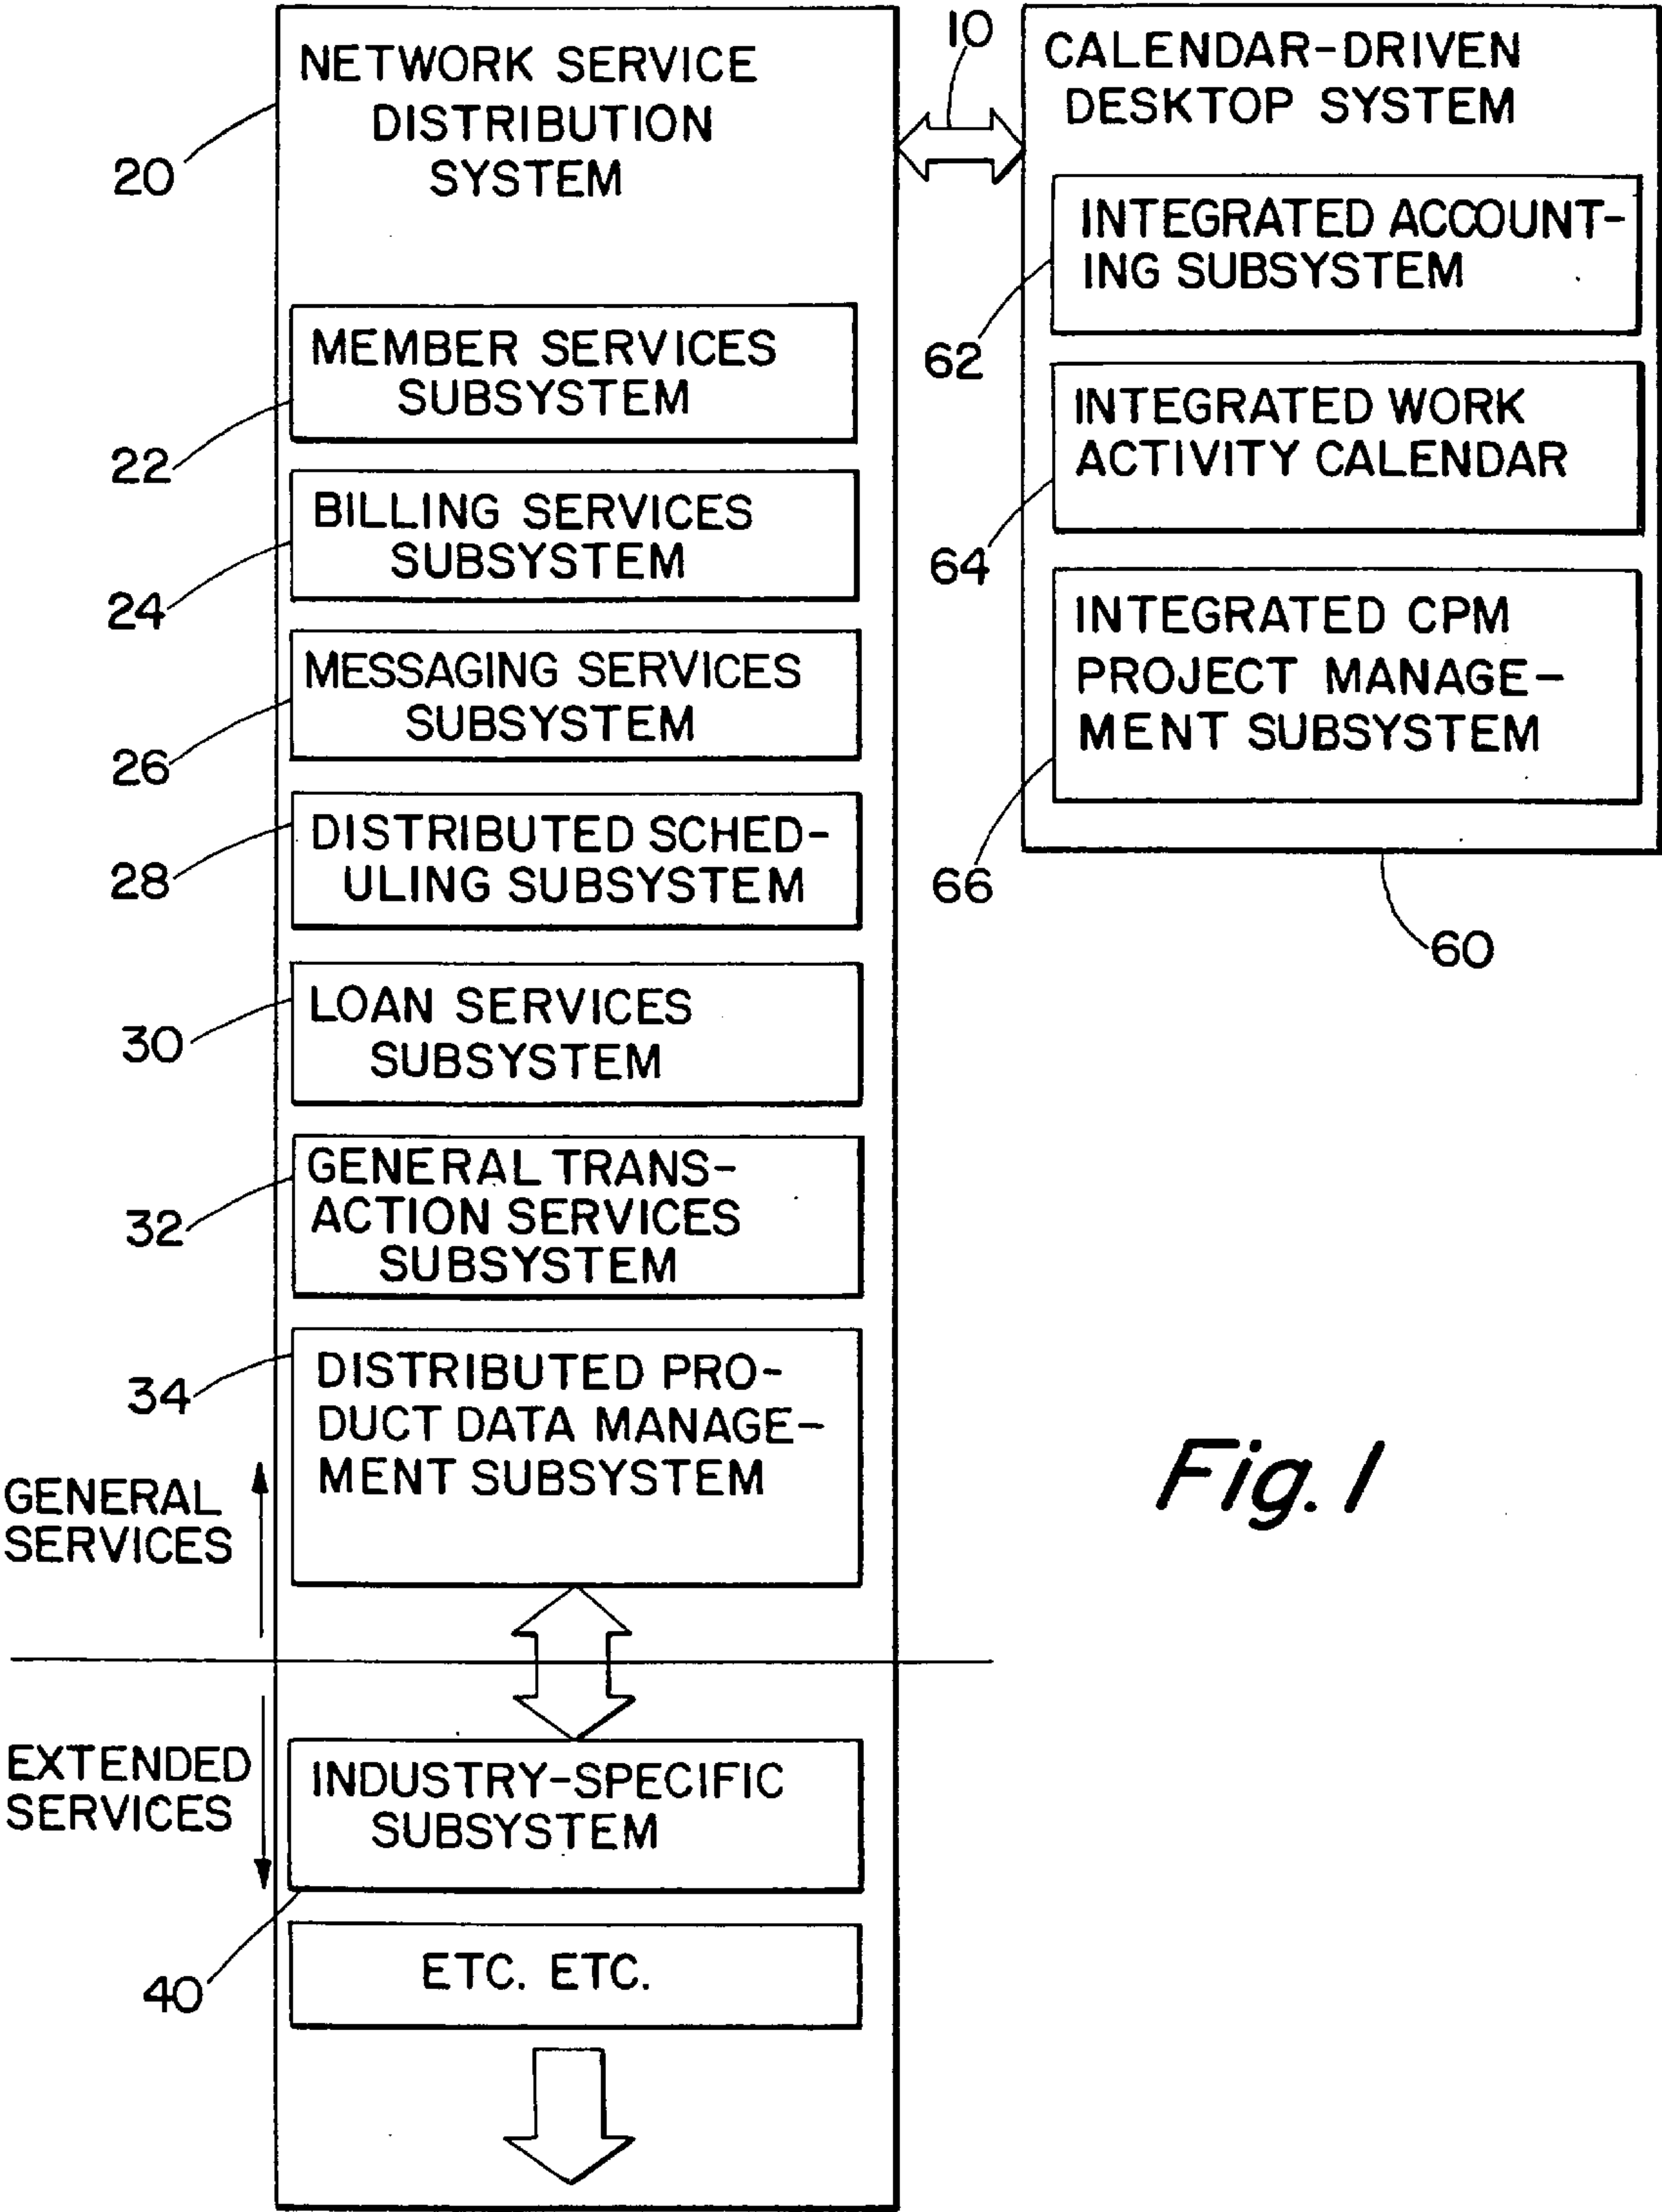 NETWORK SERVICE
DISTRIBUTION
SYSTEM
20
MEMBER SERVICES
SUBSYSTEM
22
BILLING SERVICES
SUBSYSTEM
24
MESSAGING SERVICES
SUBSYSTEM
26
DISTRIBUTED SCHED-
ULING SUBSYSTEM
28
LOAN SERVICES
SUBSYSTEM
30
GENERAL TRANS-
ACTION SERVICES
SUBSYSTEM
32
DISTRIBUTED PRO-
DUCT DATA MANAGE-
MENT SUBSYSTEM
34
GENERAL
SERVICES
EXTENDED
SERVICES
INDUSTRY-SPECIFIC
SUBSYSTEM
40
ETC. ETC.
10
CALENDAR-DRIVEN
DESKTOP SYSTEM
INTEGRATED ACCOUNT-
ING SUBSYSTEM
62
INTEGRATED WORK
ACTIVITY CALENDAR
64
INTEGRATED CPM
PROJECT MANAGE-
MENT SUBSYSTEM
66
60
Fig. 1